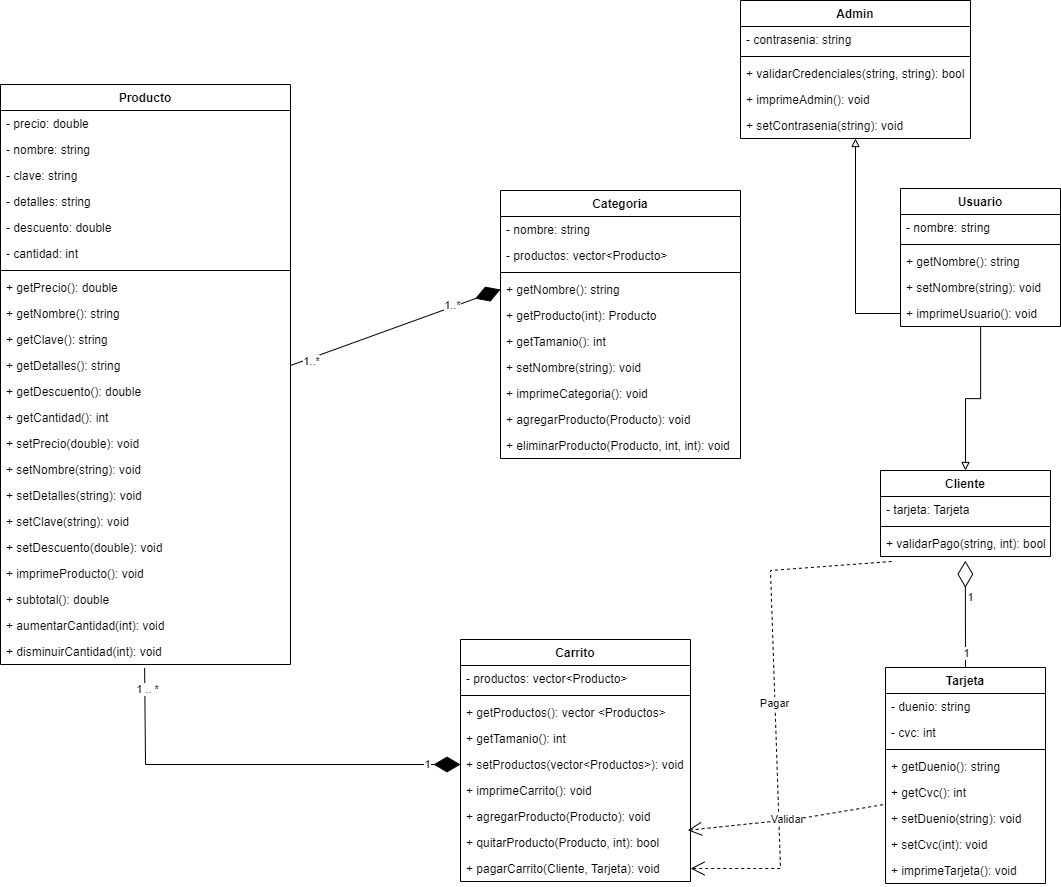 Admin
- contrasenia: string
+ validarCredenciales(string, string): bool
+ imprimeAdmin(): void
+ setContrasenia(string): void
Producto
- precio: double
- nombre: string
- clave: string
- detalles: string
- descuento: double
- cantidad: int
+ getPrecio(): double
+ getNombre(): string
+ getClave(): string
+ getDetalles(): string
+ getDescuento(): double
+ getCantidad(): int
+ setPrecio(double): void
+ setNombre(string): void
+ setDetalles(string): void
+ setClave(string): void
+ setDescuento(double): void
+ imprimeProducto(): void
+ subtotal(): double
+ aumentarCantidad(int): void
+ disminuirCantidad(int): void
1..*
1..*
Categoria
- nombre: string
- productos: vector<Producto>
+ getNombre(): string
+ getProducto(int): Producto
+ getTamanio(): int
+ setNombre(string): void
+ imprimeCategoria(): void
+ agregarProducto(Producto): void
+ eliminarProducto(Producto, int, int): void
Usuario
- nombre: string
+ getNombre(): string
+ setNombre(string): void
+ imprimeUsuario(): void
Cliente
- tarjeta: Tarjeta
+ validarPago(string, int): bool
1
1
1 .. *
1
Carrito
- productos: vector<Producto>
+ getProductos(): vector <Productos>
+ getTamanio(): int
+ setProductos(vector<Productos>): void
+ imprimeCarrito(): void
+ agregarProducto(Producto): void
+ quitarProducto(Producto, int): bool
+ pagarCarrito(Cliente, Tarjeta): void
Pagar
Validar
Tarjeta
- duenio: string
- cvc: int
+ getDuenio(): string
+ getCvc(): int
+ setDuenio(string): void
+ setCvc(int): void
+ imprimeTarjeta(): void